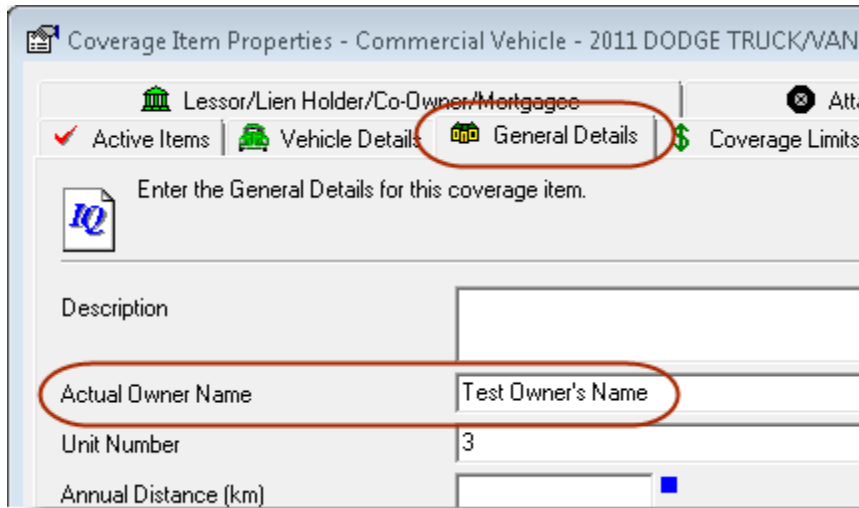 Coverage Item Properties - Commercial Vehicle - 2011 DODGE TRUCK/VAN
Lessor/Lien Holder/Co-Owner/Mortgagee
Active Items Vehicle Details General Details $ Coverage Limits
Enter the General Details for this coverage item.
IQ
Description
Actual Owner Name Test Owner's Name
Unit Number 3
Annual Distance (km)